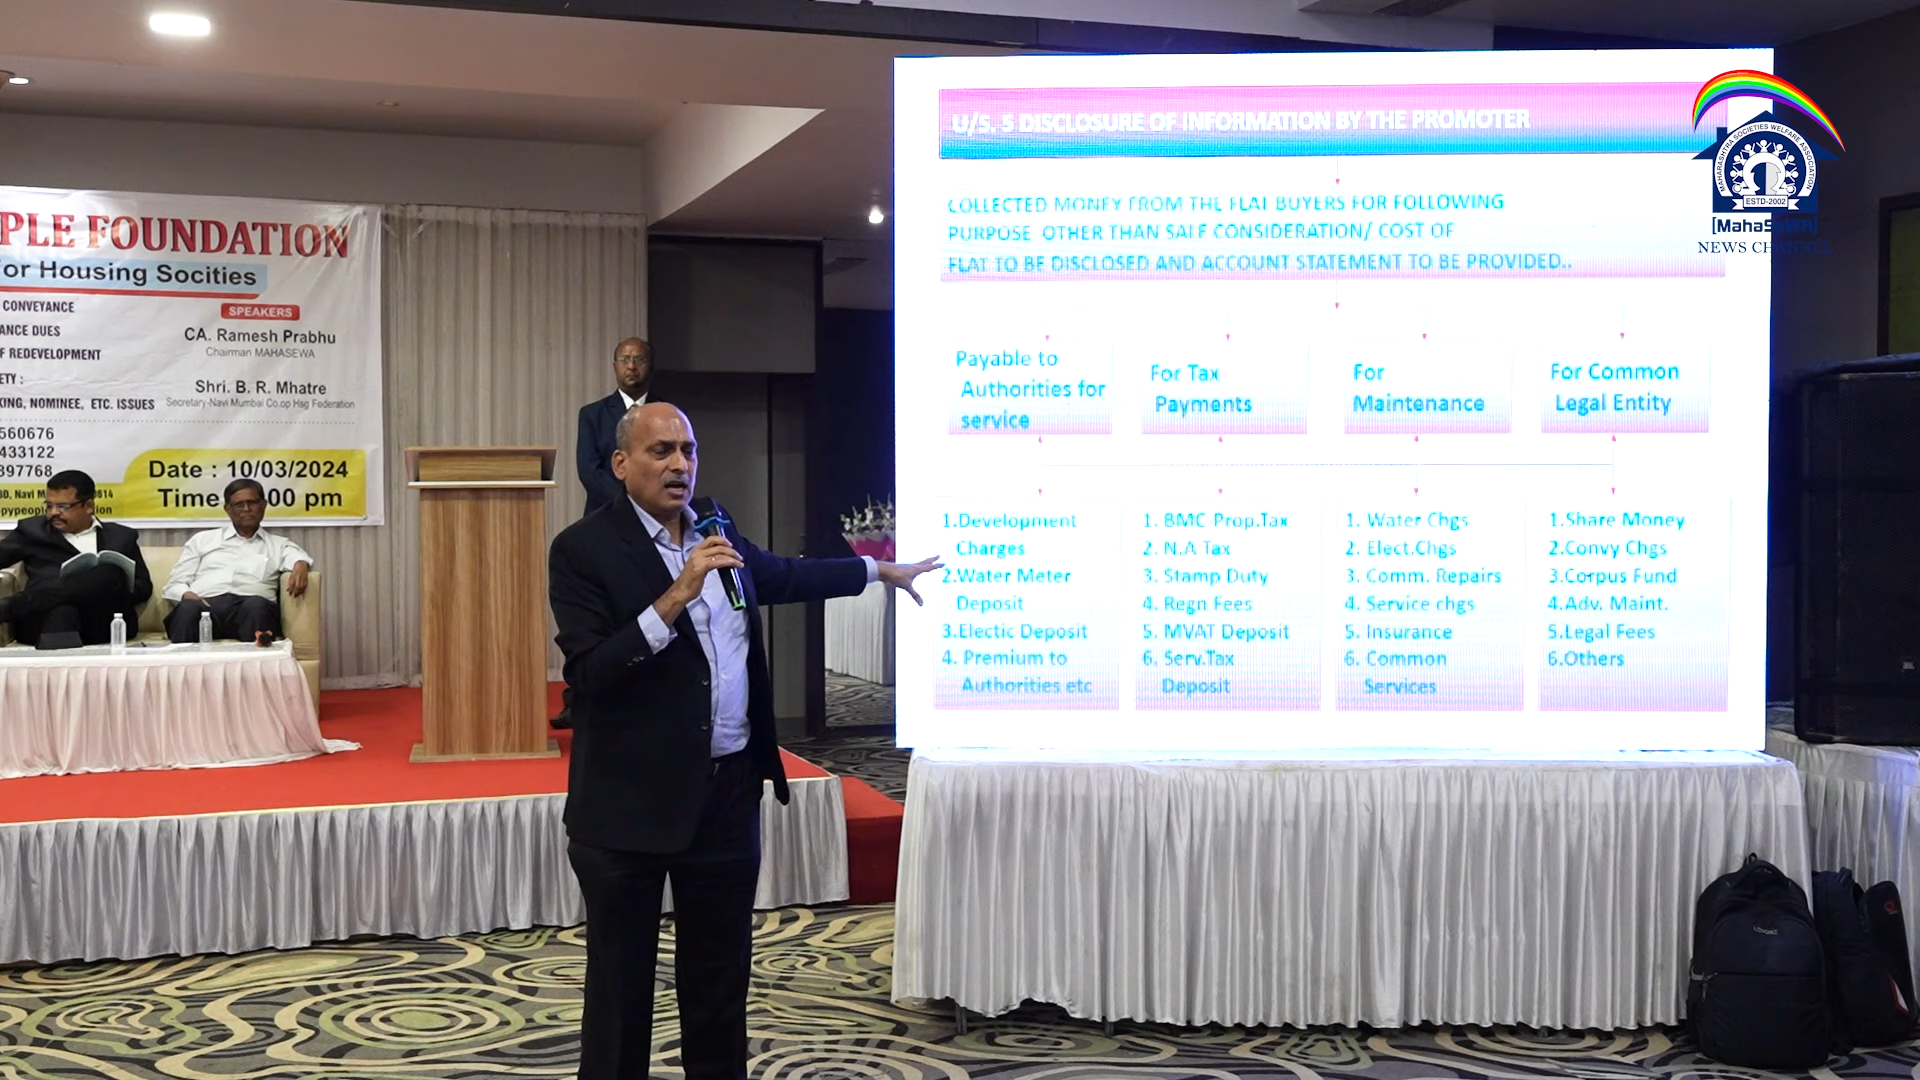 PLE FOUNDATION
for Housing Socities
CONVEYANCE
ANCE DUES
F REDEVELOPMENT
ETY :
KING, NOMINEE, ETC. ISSUES
SPEAKERS
CA. Ramesh Prabhu
Chairman MAHASEWA
Shri. B. R. Mhatre
Secretary-Navi Mumbai Co.op Hsg Federation
560676
433122
897768
Date : 10/03/2024
Time 00 pm
U/S. 5 DISCLOSURE OF INFORMATION BY THE PROMOTER
COLLECTED MONEY FROM THE FLAT BUYERS FOR FOLLOWING
PURPOSE OTHER THAN SALE CONSIDERATION/ COST OF
FLAT TO BE DISCLOSED AND ACCOUNT STATEMENT TO BE PROVIDED..
Payable to
Authorities for
service
For Tax
Payments
For
Maintenance
For Common
Legal Entity
1.Development
Charges
2.Water Meter
Deposit
3.Electic Deposit
4. Premium to
Authorities etc
1. BMC Prop.Tax
2. N.A Tax
3. Stamp Duty
4. Regn Fees
5. MVAT Deposit
6. Serv.Tax
Deposit
1. Water Chgs
2. Elect.Chgs
3. Comm. Repairs
4. Service chgs
5. Insurance
6. Common
Services
1.Share Money
2.Convy Chgs
3.Corpus Fund
4.Adv. Maint.
5.Legal Fees
6.Others
MAHARASHTRA SOCIETIES WELFARE ASSOCIATION
ESTD-2002
[MahaSEWA]
NEWS CHANNEL